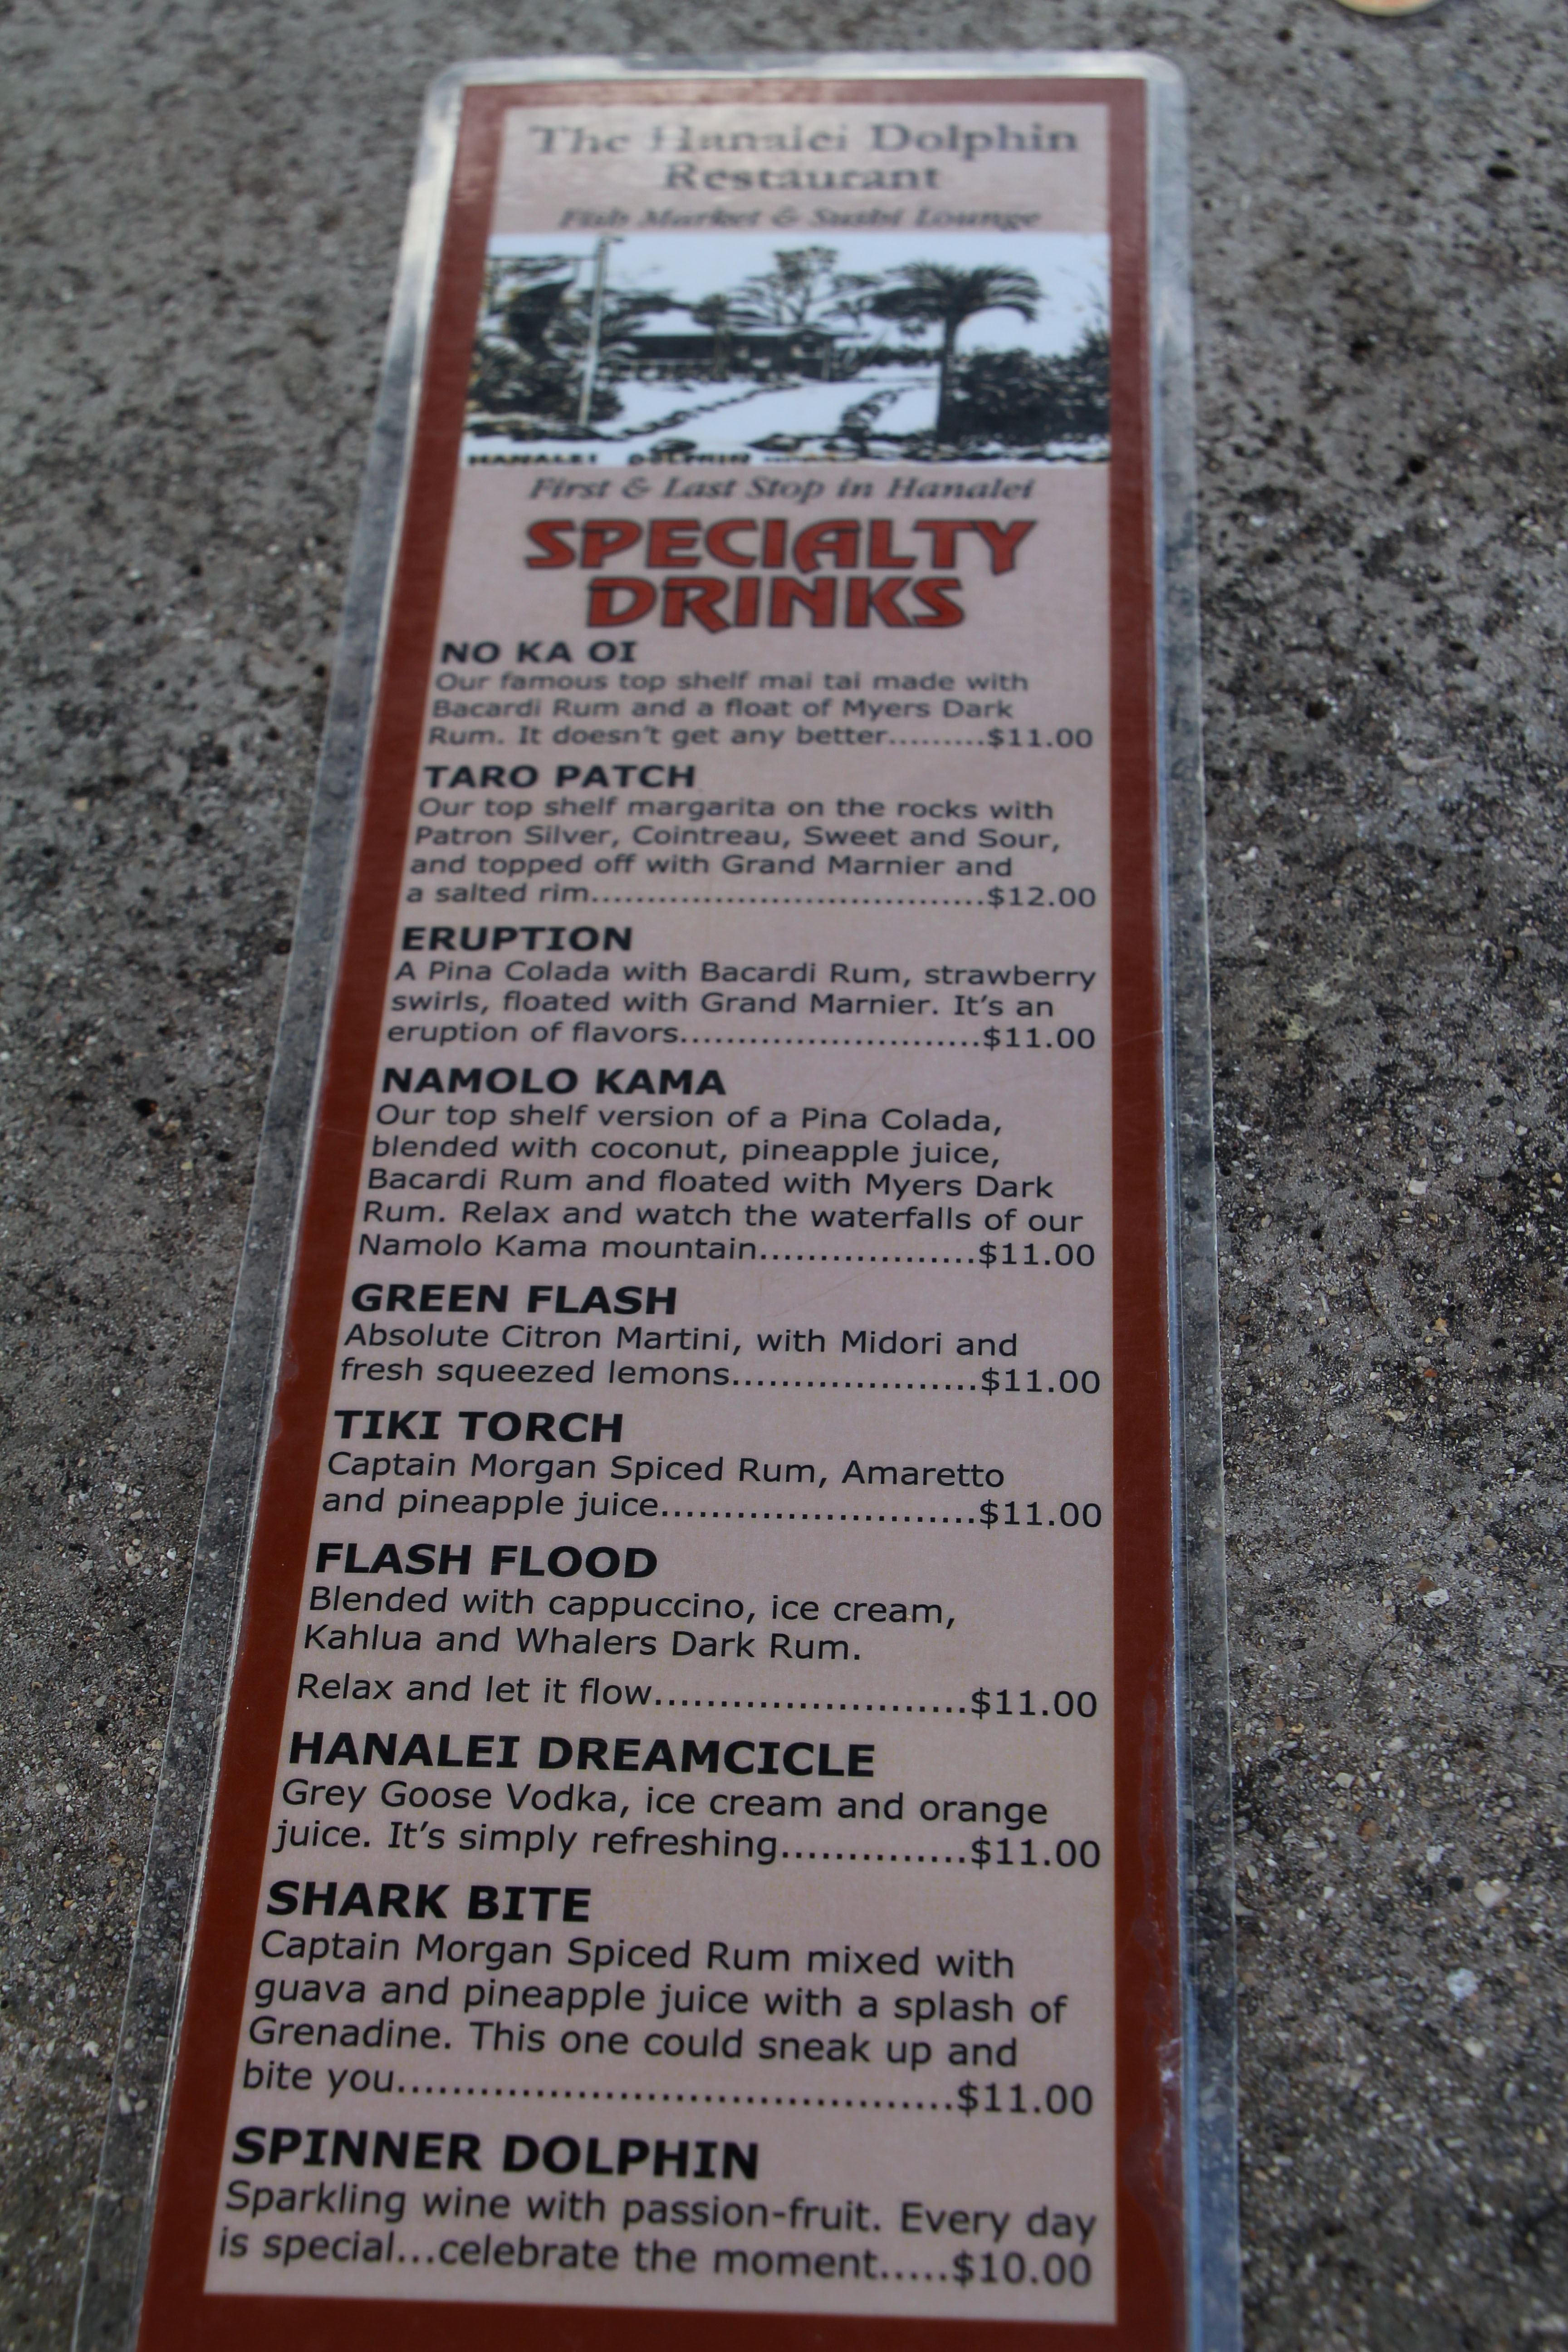 The Hanalei Dolphin
Restaurant
Fish Market & Sushi Lounge
HANALEI DOLPHIN
First & Last Stop in Hanalei
SPECIALTY
DRINKS
NO KA OI
Our famous top shelf mai tai made with
Bacardi Rum and a float of Myers Dark
Rum. It doesn't get any better.........$11.00
TARO PATCH
Our top shelf margarita on the rocks with
Patron Silver, Cointreau, Sweet and Sour,
and topped off with Grand Marnier and
a salted rim...................................$12.00
ERUPTION
A Pina Colada with Bacardi Rum, strawberry
swirls, floated with Grand Marnier. It's an
eruption of flavors..........................$11.00
NAMOLO KAMA
Our top shelf version of a Pina Colada,
blended with coconut, pineapple juice,
Bacardi Rum and floated with Myers Dark
Rum. Relax and watch the waterfalls of our
Namolo Kama mountain..................$11.00
GREEN FLASH
Absolute Citron Martini, with Midori and
fresh squeezed lemons....................$11.00
TIKI TORCH
Captain Morgan Spiced Rum, Amaretto
and pineapple juice.........................$11.00
FLASH FLOOD
Blended with cappuccino, ice cream,
Kahlua and Whalers Dark Rum.
Relax and let it flow........................$11.00
HANALEI DREAMCICLE
Grey Goose Vodka, ice cream and orange
juice. It's simply refreshing..............$11.00
SHARK BITE
Captain Morgan Spiced Rum mixed with
guava and pineapple juice with a splash of
Grenadine. This one could sneak up and
bite you.........................................$11.00
SPINNER DOLPHIN
Sparkling wine with passion-fruit. Every day
is special...celebrate the moment.....$10.00